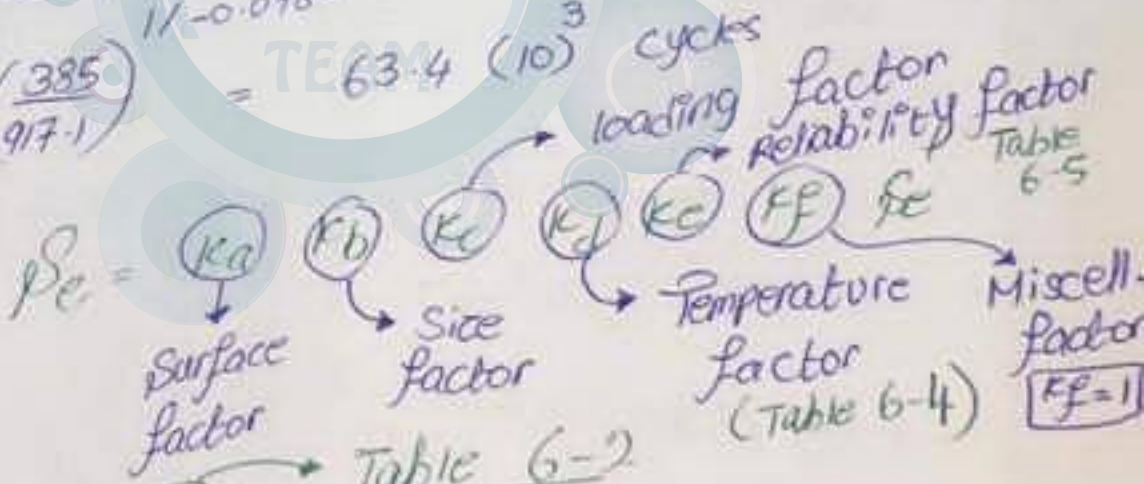 (385/917.1)^1/-0.0 = 63.4 (10)^3 cycles
TEAM
loading factor
Reliability factor
Table
6-5
Se = Ka Kb Kc Kd Ke Kf Se
Surface
factor
Size
factor
Temperature
factor
(Table 6-4)
Miscell.
factor
Kf=1
Table 6-2